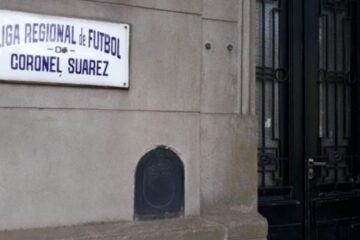 LIGA REGIONAL de FUTBOL
DE
CORONEL SUAREZ